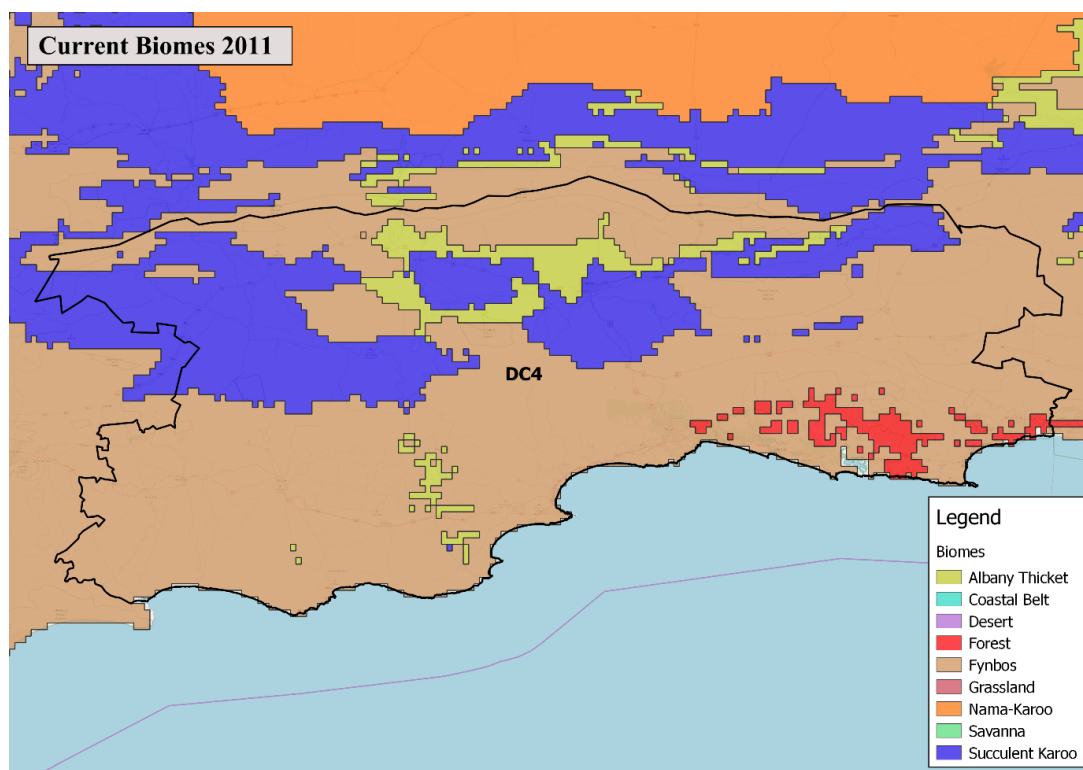 Current Biomes 2011
DC4
Legend
Biomes
Albany Thicket
Coastal Belt
Desert
Forest
Fynbos
Grassland
Nama-Karoo
Savanna
Succulent Karoo